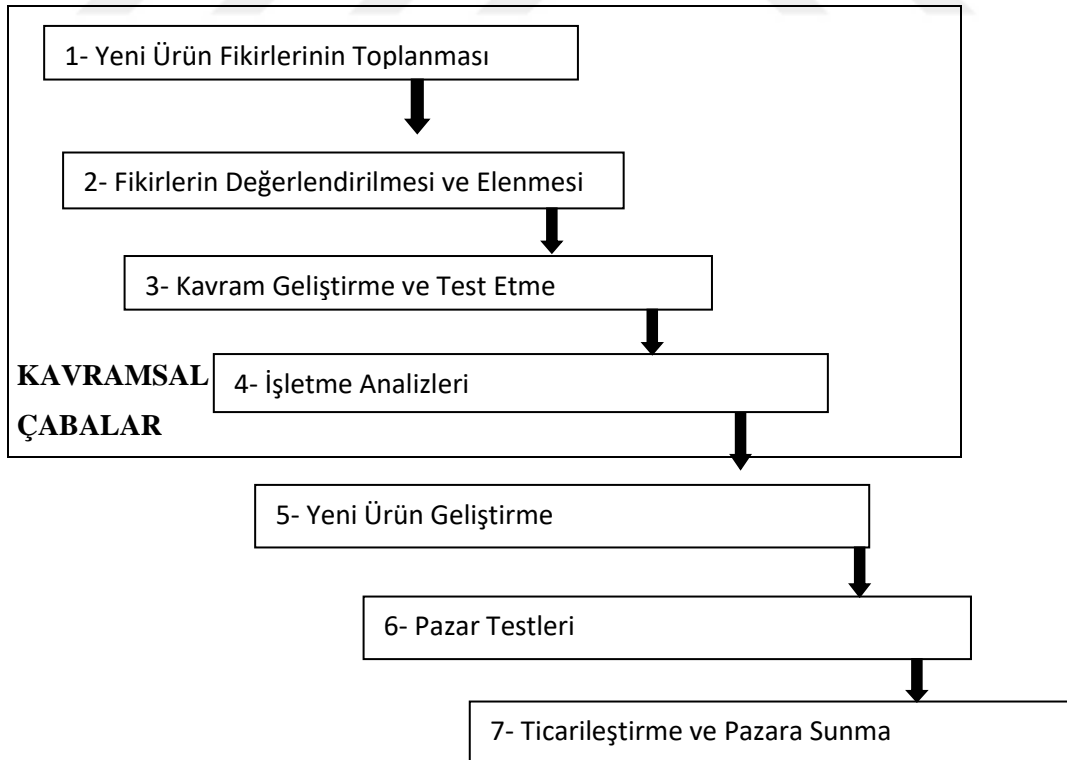 1- Yeni Ürün Fikirlerinin Toplanması
2- Fikirlerin Değerlendirilmesi ve Elenmesi
3- Kavram Geliştirme ve Test Etme
KAVRAMSAL
ÇABALAR
4- İşletme Analizleri
5- Yeni Ürün Geliştirme
6- Pazar Testleri
7- Ticarileştirme ve Pazara Sunma